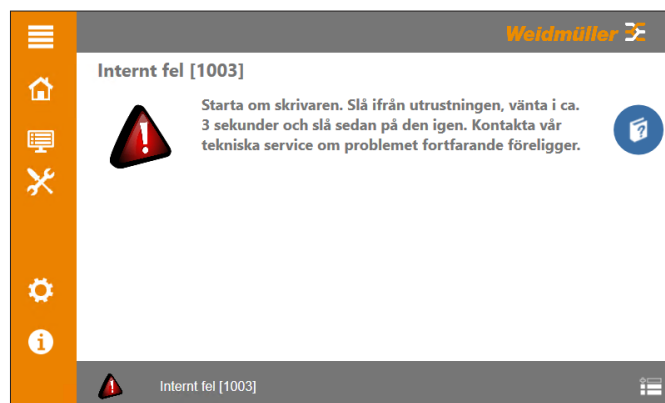 Weidmüller
Internt fel [1003]
Starta om skrivaren. Slå ifrån utrustningen, vänta i ca.
3 sekunder och slå sedan på den igen. Kontakta vår
tekniska service om problemet fortfarande föreligger.
Internt fel [1003]